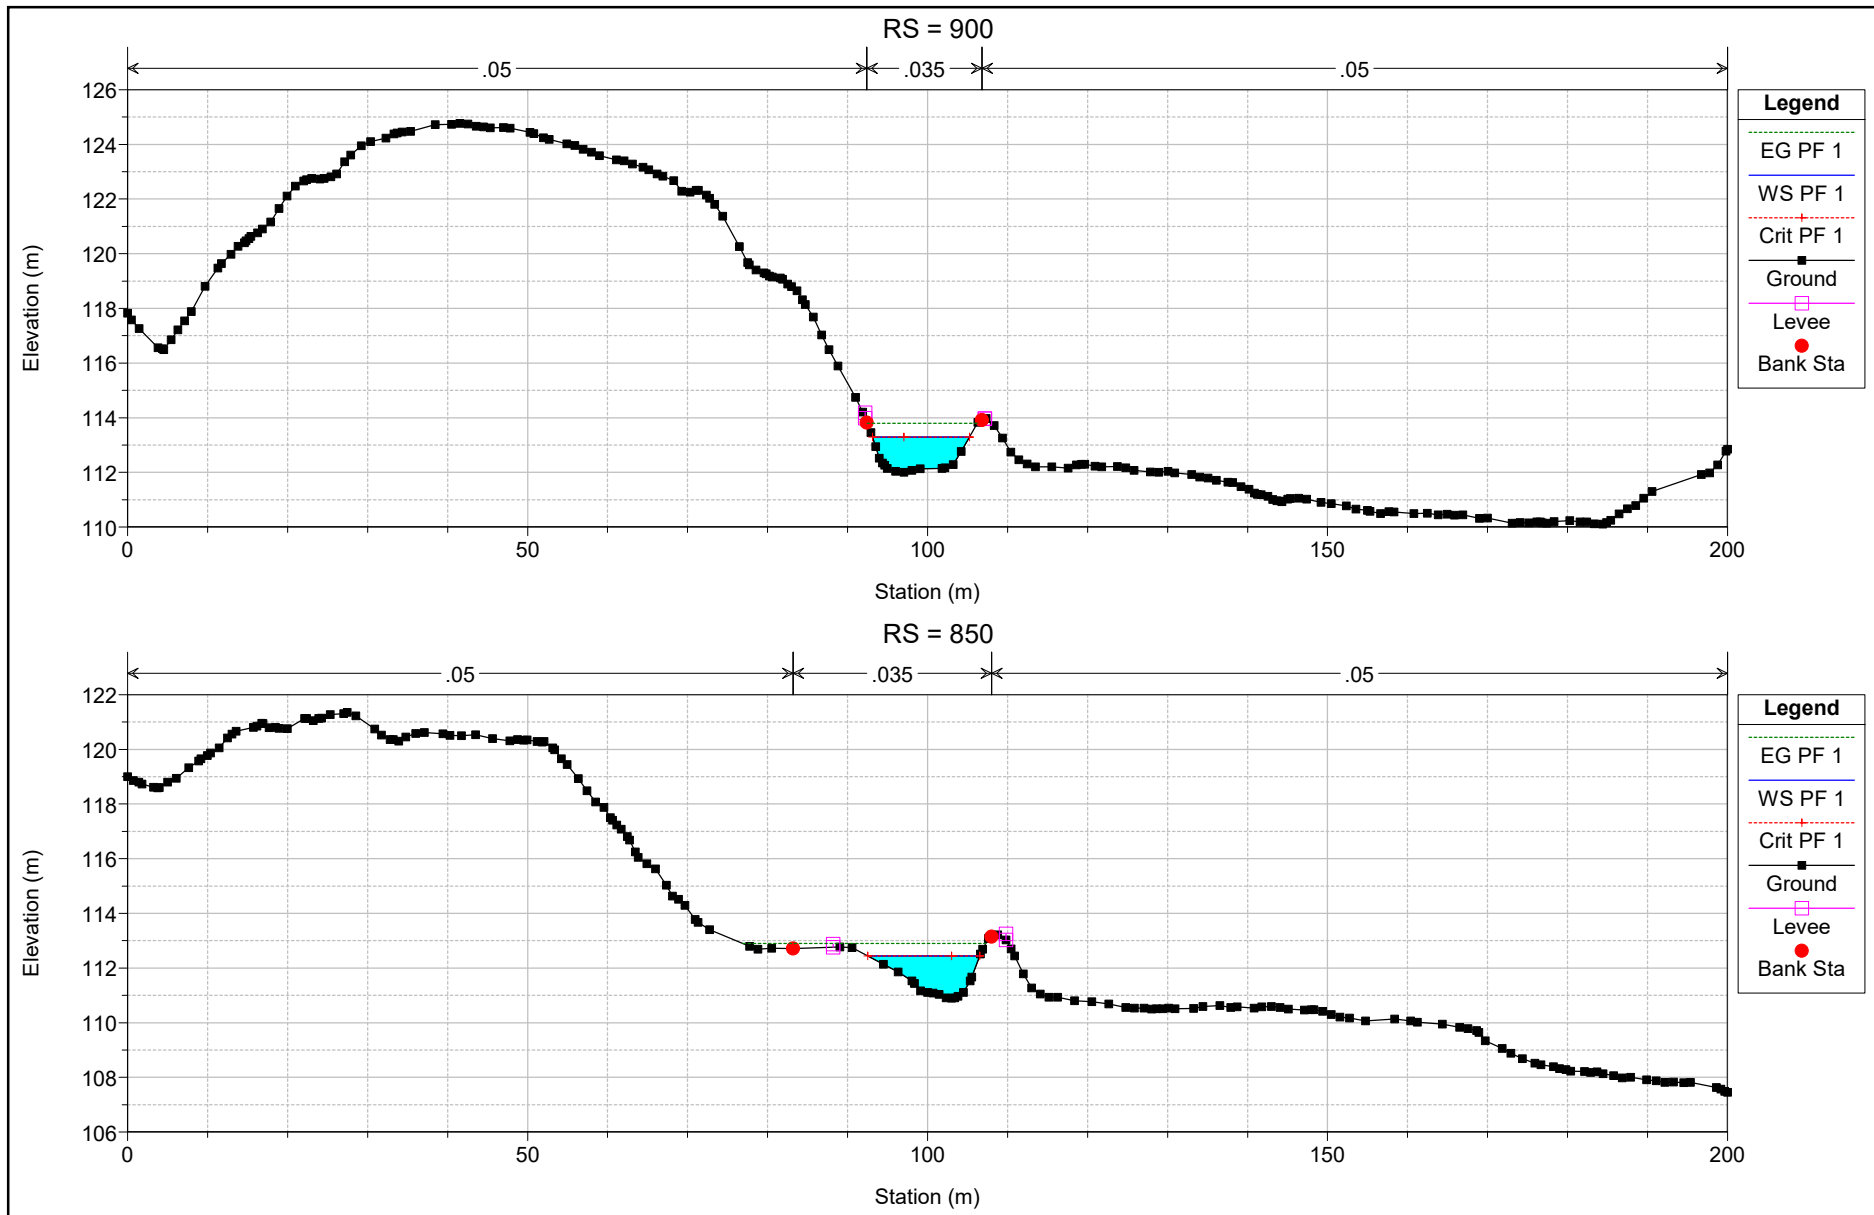 RS = 900
.05 .035 .05
126
124
122
120
118
116
114
112
110
0 50 100 150 200
Elevation (m)
Station (m)
Legend
EG PF 1
WS PF 1
Crit PF 1
Ground
Levee
Bank Sta
RS = 850
.05 .035 .05
122
120
118
116
114
112
110
108
106
0 50 100 150 200
Elevation (m)
Station (m)
Legend
EG PF 1
WS PF 1
Crit PF 1
Ground
Levee
Bank Sta